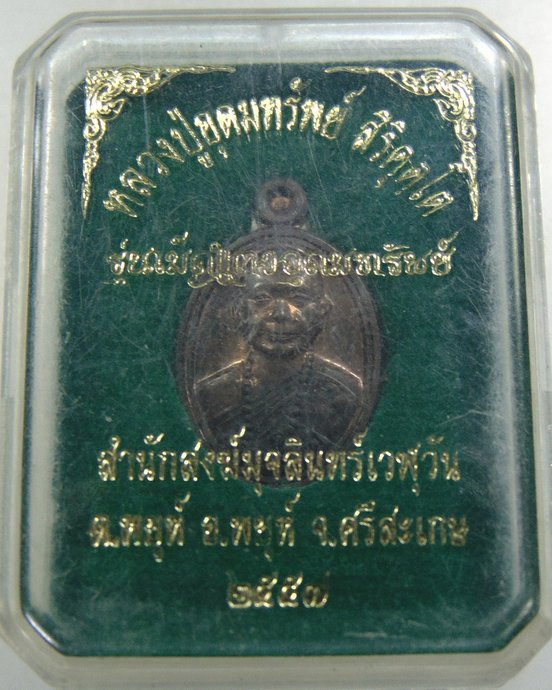 หลวงปู่อุดมทรัพย์ สิริคุตโต
รุ่น อุดมทรัพย์
สำนักสงฆ์มุจลินทร์เวฬุวัน
ต.พยุห์ อ.พยุห์ จ.ศรีสะเกษ
๒๕๕๗